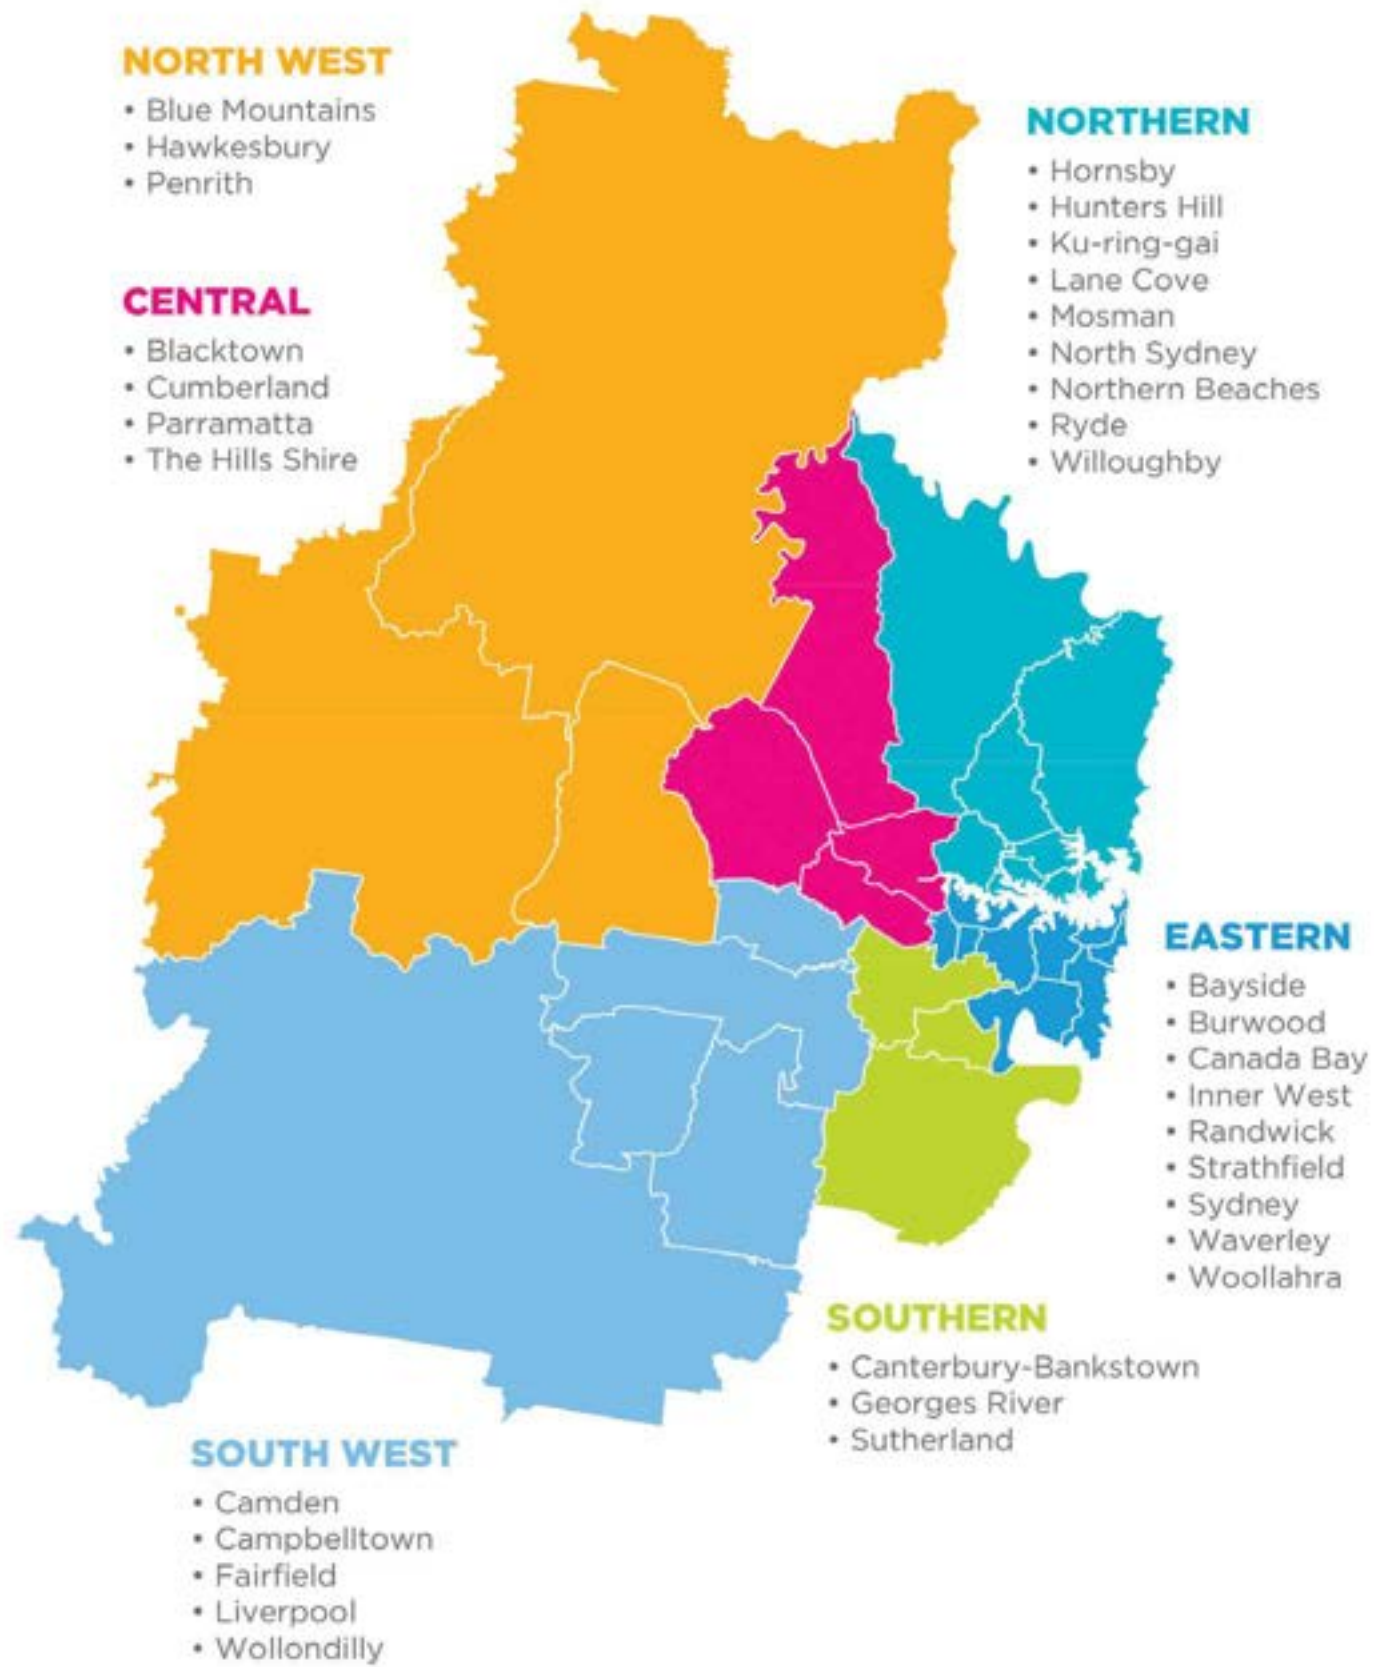 NORTH WEST
• Blue Mountains
• Hawkesbury
• Penrith
NORTHERN
• Hornsby
• Hunters Hill
• Ku-ring-gai
• Lane Cove
• Mosman
• North Sydney
• Northern Beaches
• Ryde
• Willoughby
CENTRAL
• Blacktown
• Cumberland
• Parramatta
• The Hills Shire
EASTERN
• Bayside
• Burwood
• Canada Bay
• Inner West
• Randwick
• Strathfield
• Sydney
• Waverley
• Woollahra
SOUTHERN
• Canterbury-Bankstown
• Georges River
• Sutherland
SOUTH WEST
• Camden
• Campbelltown
• Fairfield
• Liverpool
• Wollondilly